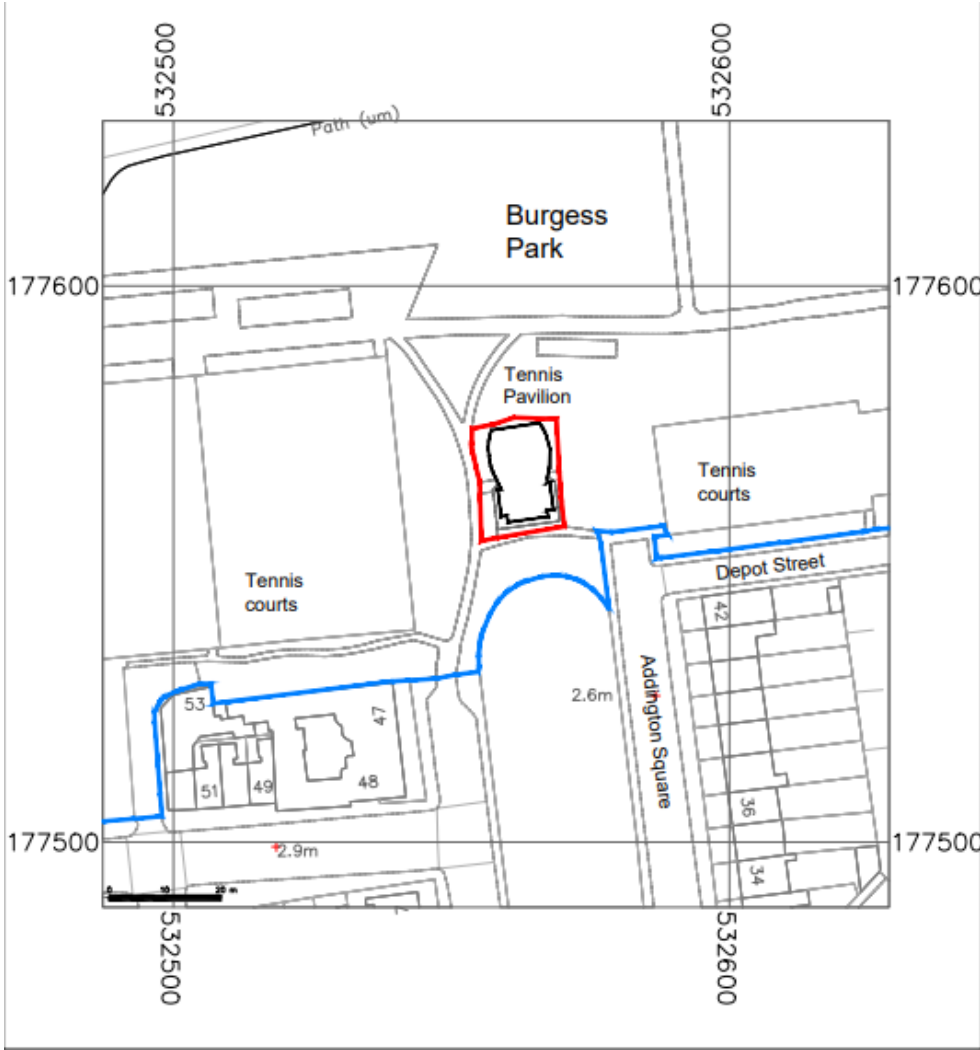 532500
532600
Path (um)
Burgess
Park
177600
177600
Tennis
Pavilion
Tennis
courts
Depot Street
Tennis
courts
42
Addington Square
2.6m
53
47
51
49
48
36
34
177500
177500
2.9m
0 10 20 m
532500
532600